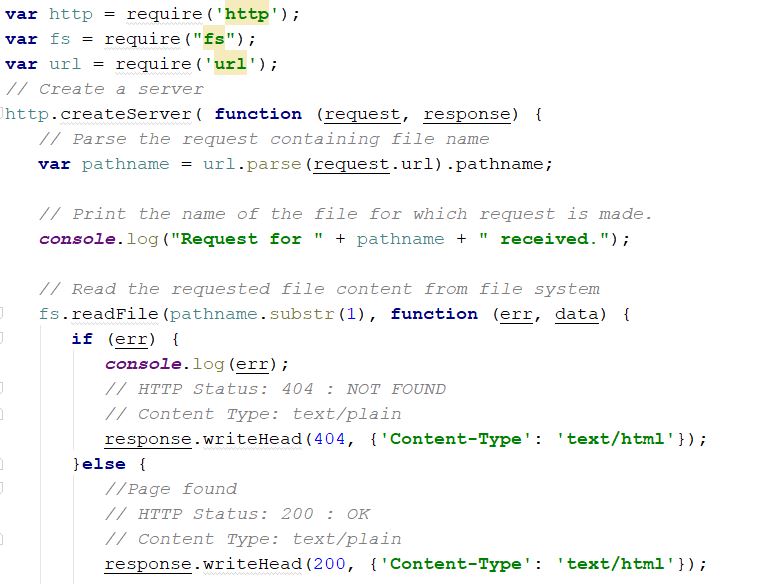 var http = require('http');
var fs = require("fs");
var url = require('url');
// Create a server
http.createServer( function (request, response) {
// Parse the request containing file name
var pathname = url.parse(request.url).pathname;
// Print the name of the file for which request is made.
console.log("Request for " + pathname + " received.");
// Read the requested file content from file system
fs.readFile(pathname.substr(1), function (err, data) {
if (err) {
console.log(err);
// HTTP Status: 404 : NOT FOUND
// Content Type: text/plain
response.writeHead(404, {'Content-Type': 'text/html'});
}else {
//Page found
// HTTP Status: 200 : OK
// Content Type: text/plain
response.writeHead(200, {'Content-Type': 'text/html'});